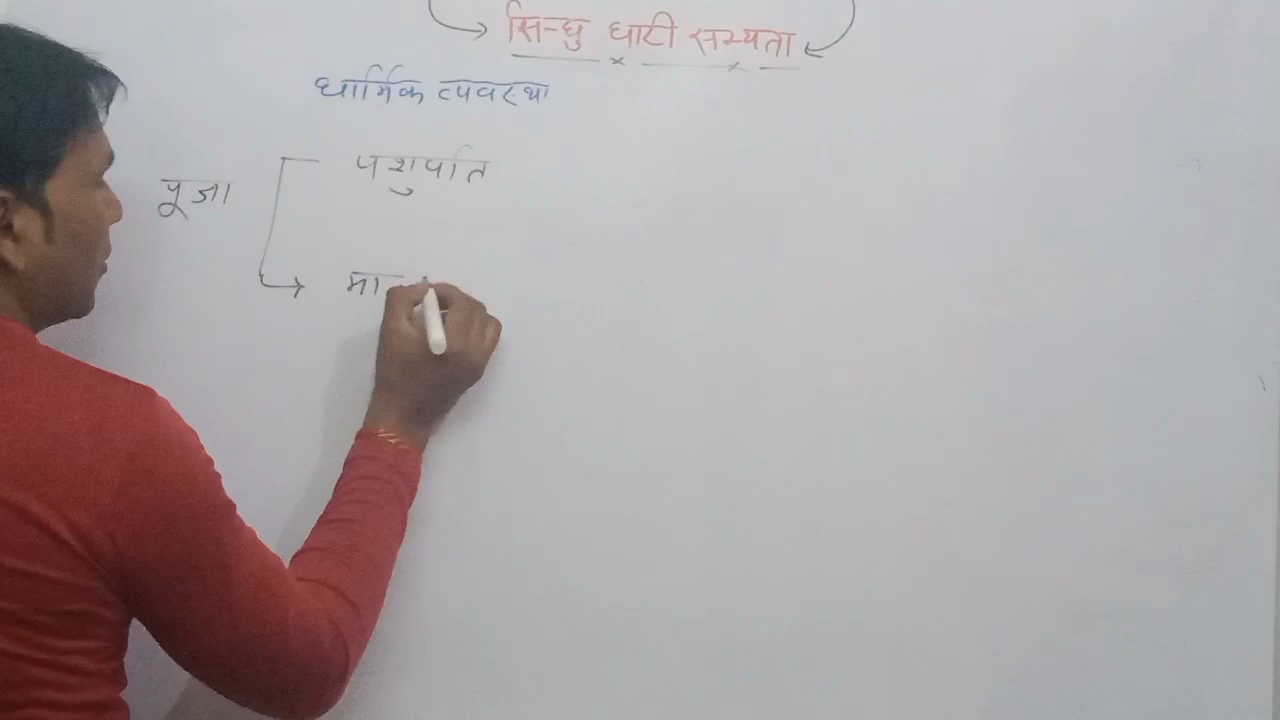 सिन्धु घाटी सभ्यता
धार्मिक व्यवस्था
पशुपति
पूजा
मा